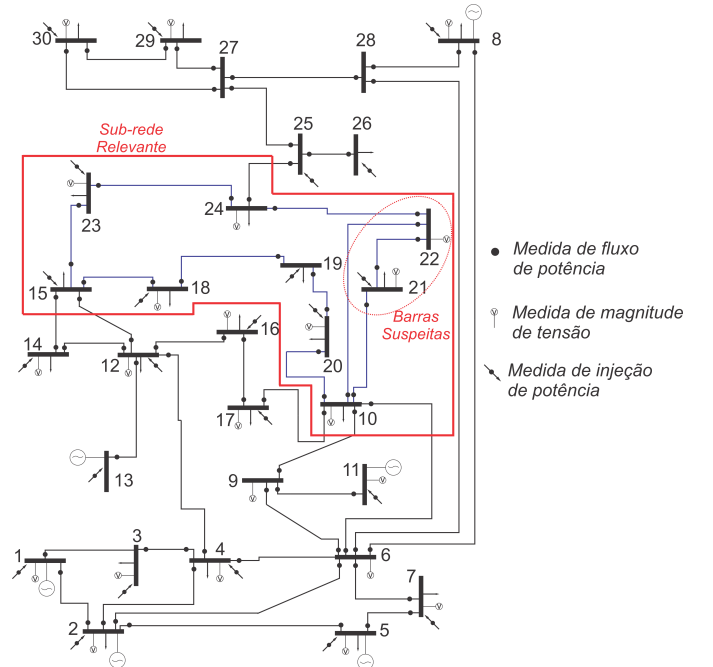 30
29
27
28
8
Sub-rede
Relevante
25
26
23
24
22
19
21
15
18
Barras
Suspeitas
14
12
16
20
17
10
13
9
11
3
1
4
6
7
2
5
Medida de fluxo
de potência
V
Medida de magnitude
de tensão
Medida de injeção
de potência